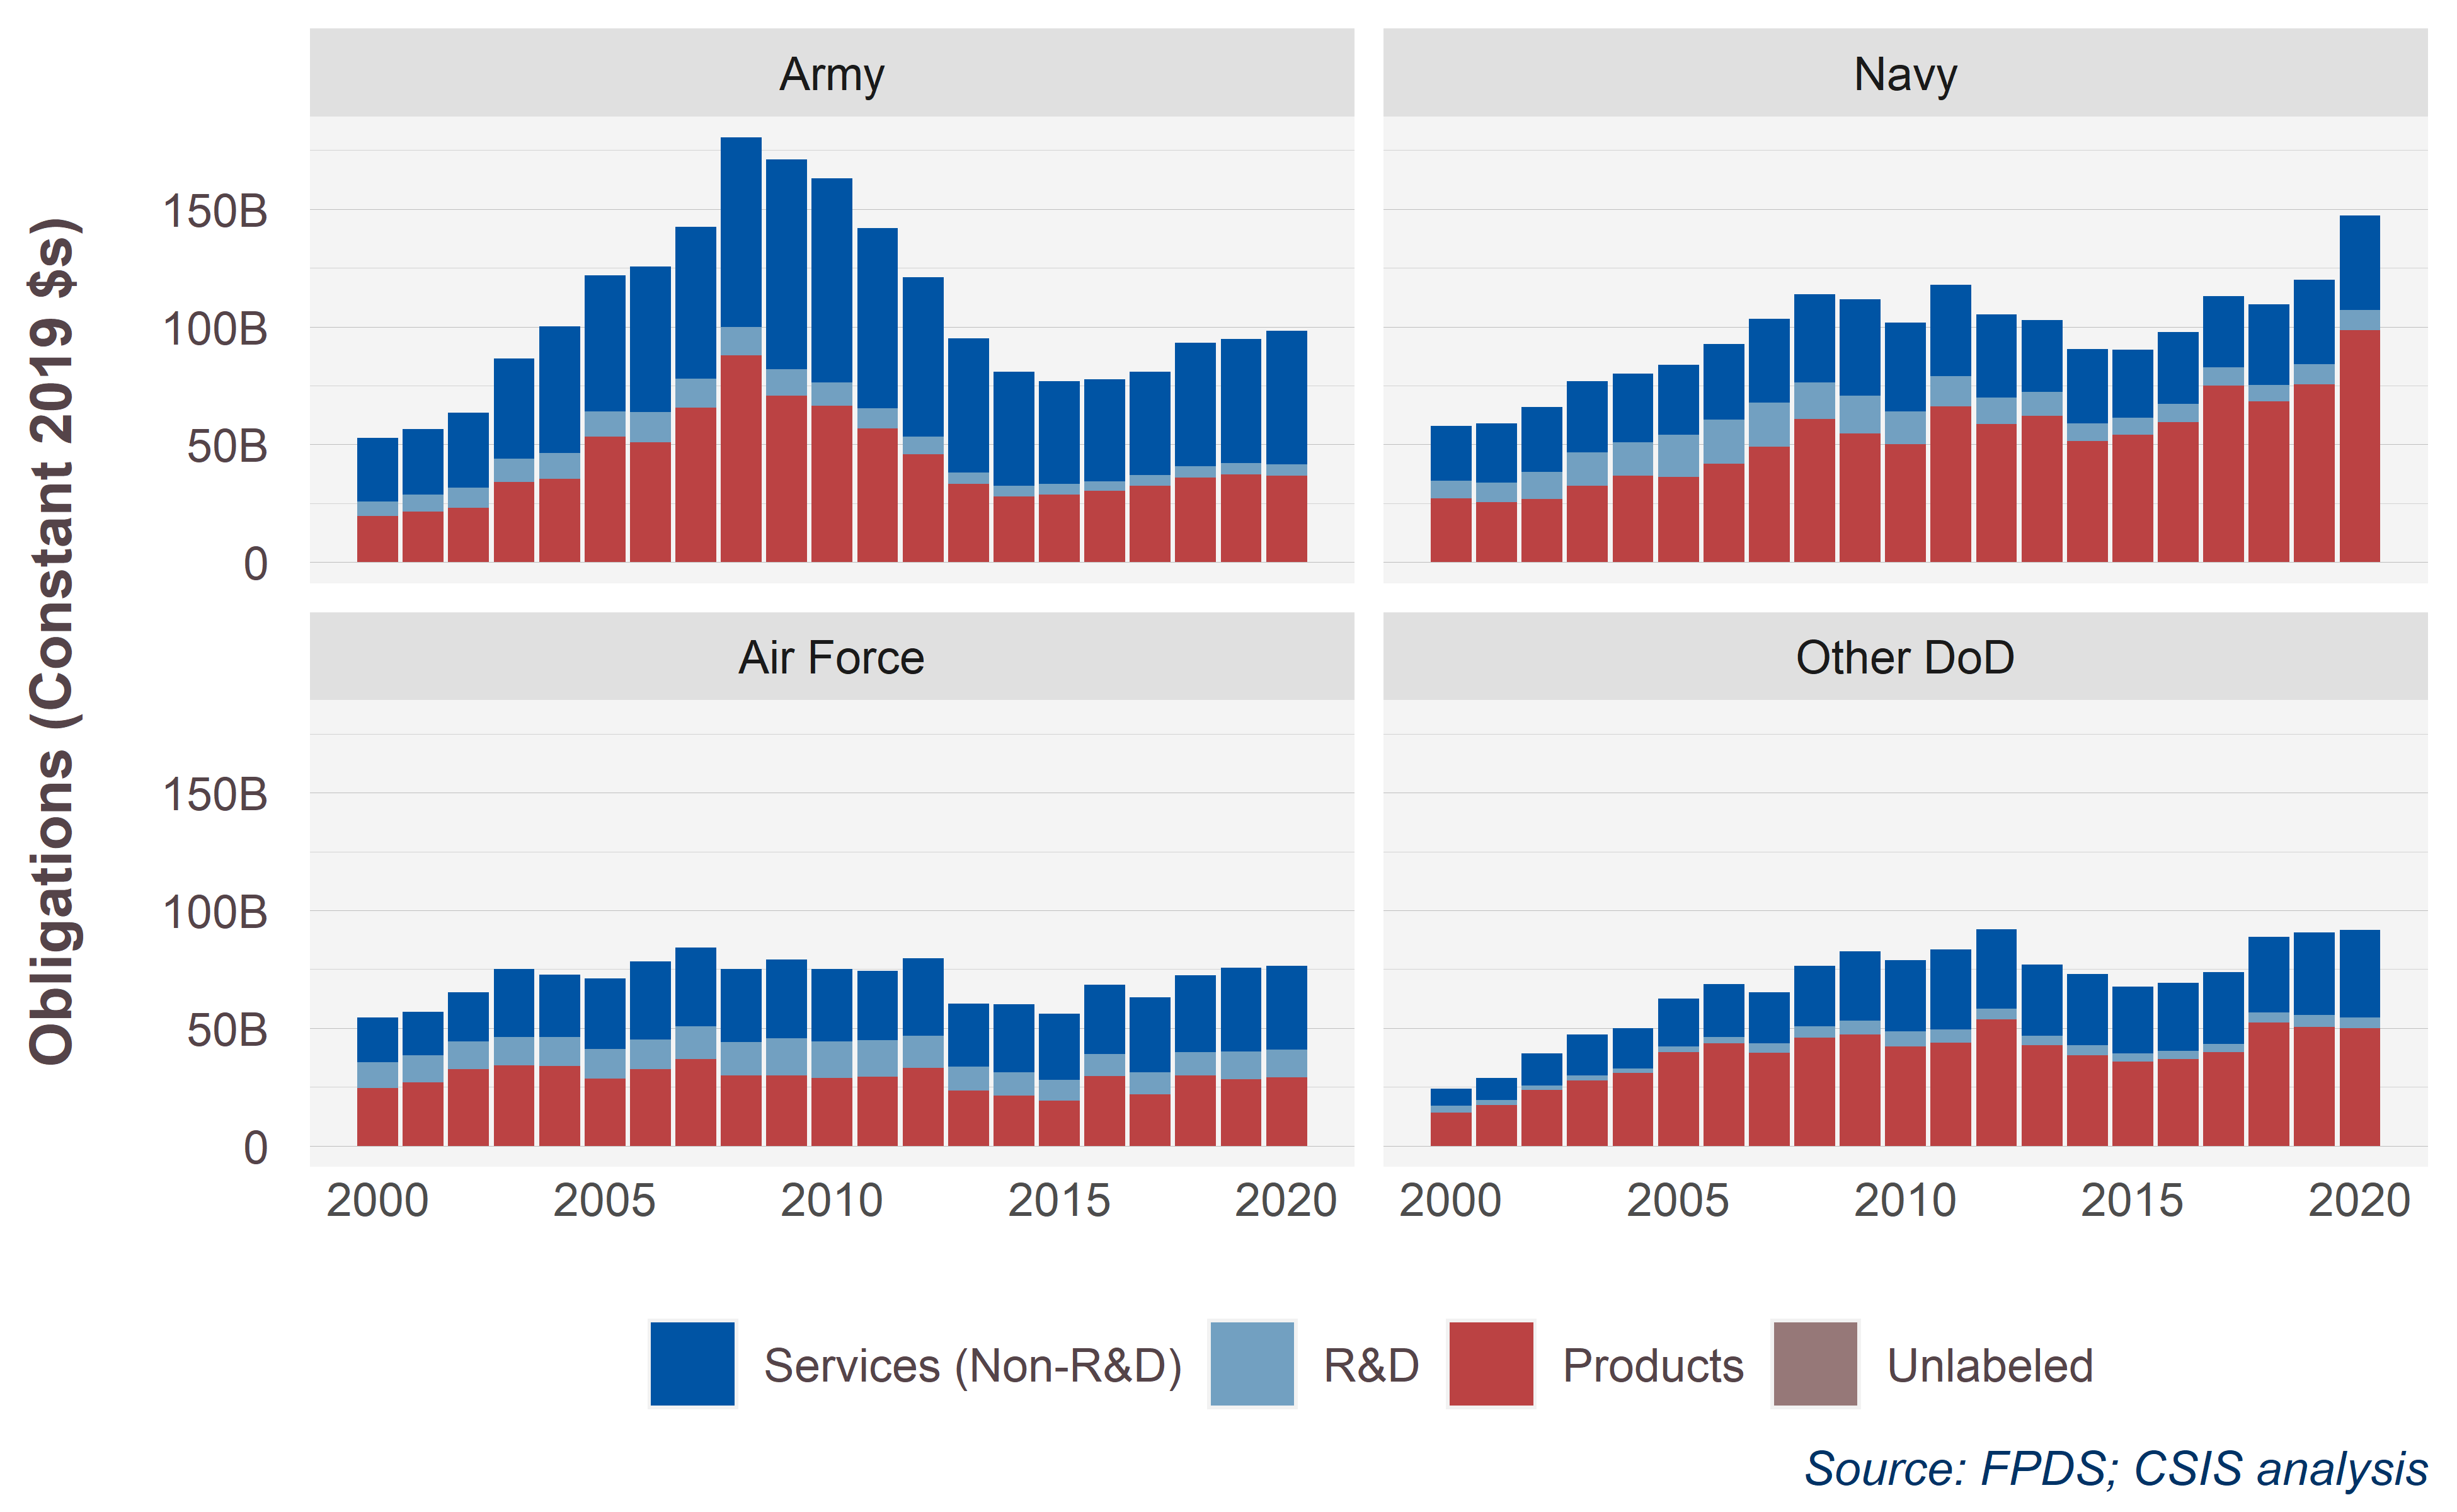 Obligations (Constant 2019 $s)
Army
150B
100B
50B
0
Navy
Air Force
150B
100B
50B
0
2000 2005 2010 2015 2020
Other DoD
2000 2005 2010 2015 2020
Services (Non-R&D) R&D Products Unlabeled
Source: FPDS; CSIS analysis